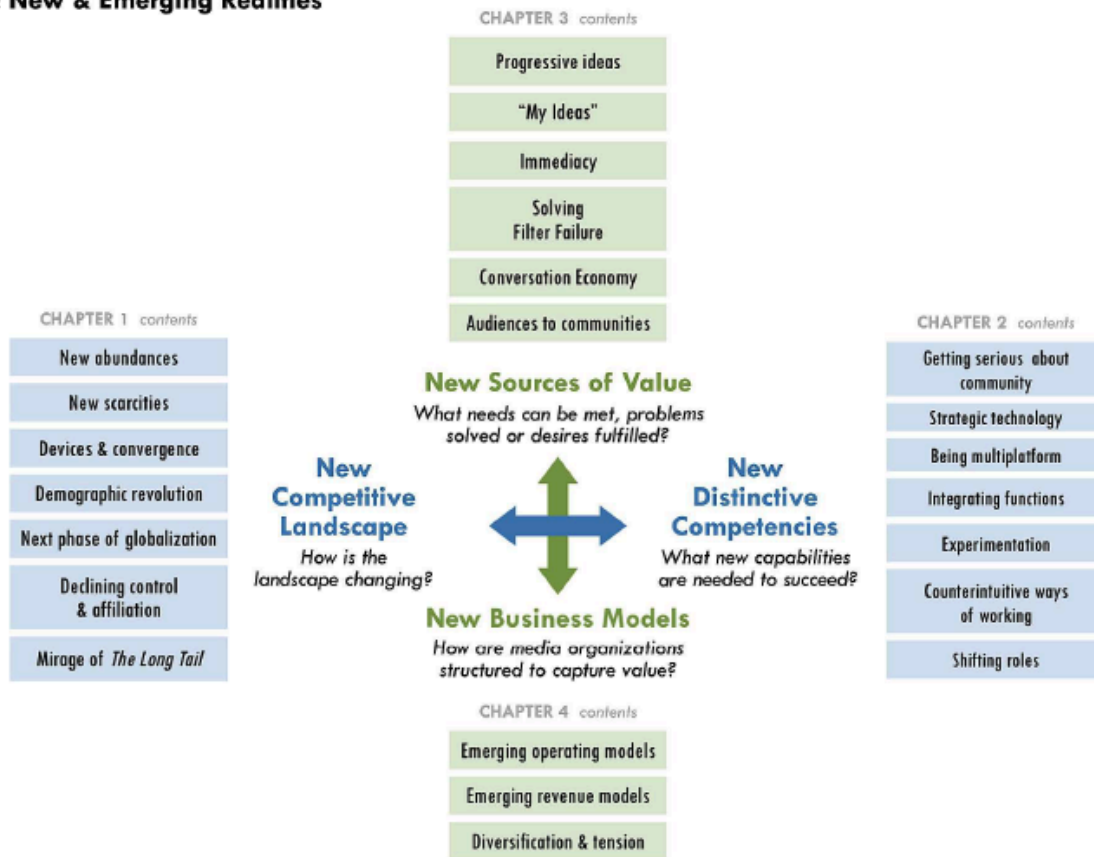 New & Emerging Realities
CHAPTER 3 contents
Progressive ideas
“My Ideas”
Immediacy
Solving
Filter Failure
Conversation Economy
Audiences to communities
CHAPTER 1 contents
New abundances
New scarcities
Devices & convergence
Demographic revolution
Next phase of globalization
Declining control
& affiliation
Mirage of The Long Tail
New Sources of Value
What needs can be met, problems
solved or desires fulfilled?
New
Competitive
Landscape
How is the
landscape changing?
New
Distinctive
Competencies
What new capabilities
are needed to succeed?
New Business Models
How are media organizations
structured to capture value?
CHAPTER 2 contents
Getting serious about
community
Strategic technology
Being multiplatform
Integrating functions
Experimentation
Counterintuitive ways
of working
Shifting roles
CHAPTER 4 contents
Emerging operating models
Emerging revenue models
Diversification & tension